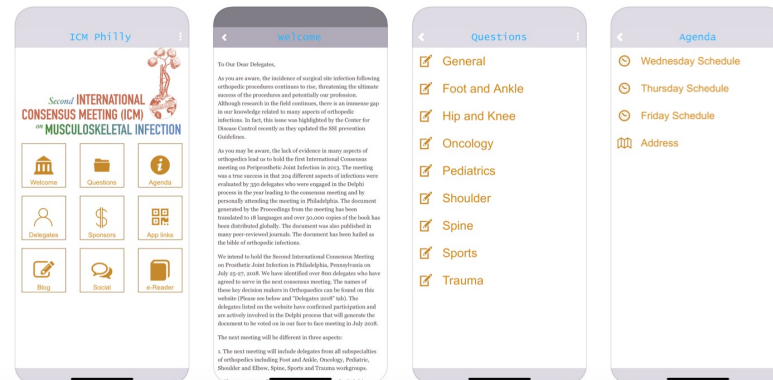 ICM Philly
Second INTERNATIONAL
CONSENSUS MEETING (ICM)
on MUSCULOSKELETAL INFECTION
Welcome
Questions
Agenda
Delegates
Sponsors
App links
Blog
Social
e-Reader
Welcome
To Our Dear Delegates,
As you are aware, the incidence of surgical site infection following
orthopedic procedures continues to rise, threatening the ultimate
success of the procedures and potentially our profession.
Although research in the field continues, there is an immense gap
in our knowledge related to many aspects of orthopedic
infections. In fact, this issue was highlighted by the Center for
Disease Control recently as they updated the SSI prevention
Guidelines.
As you may be aware, the lack of evidence in many aspects of
orthopedics lead us to hold the first International Consensus
meeting on Periprosthetic Joint Infection in 2013. The meeting
was a true success in that 204 different aspects of infections were
evaluated by 350 delegates who were engaged in the Delphi
process in the year leading to the consensus meeting and by
personally attending the meeting in Philadelphia. The document
generated by the Proceedings from the meeting has been
translated to 18 languages and over 50,000 copies of the book has
been distributed globally. The document was also published in
many peer-reviewed journals. The document has been hailed as
the bible of orthopedic infections.
We intend to hold the Second International Consensus Meeting
on Prosthetic Joint Infection in Philadelphia, Pennsylvania on
July 25-27, 2018. We have identified over 800 delegates who have
agreed to serve in the next consensus meeting. The names of
these key decision makers in Orthopaedics can be found on this
website (Please see below and "Delegates 2018" tab). The
delegates listed on the website have confirmed participation and
are actively involved in the Delphi process that will generate the
document to be voted on in our face to face meeting in July 2018.
The next meeting will be different in three aspects:
1. The next meeting will include delegates from all subspecialties
of orthopedics including Foot and Ankle, Oncology, Pediatric,
Shoulder and Elbow, Spine, Sports and Trauma workgroups.
Questions
General
Foot and Ankle
Hip and Knee
Oncology
Pediatrics
Shoulder
Spine
Sports
Trauma
Agenda
Wednesday Schedule
Thursday Schedule
Friday Schedule
Address